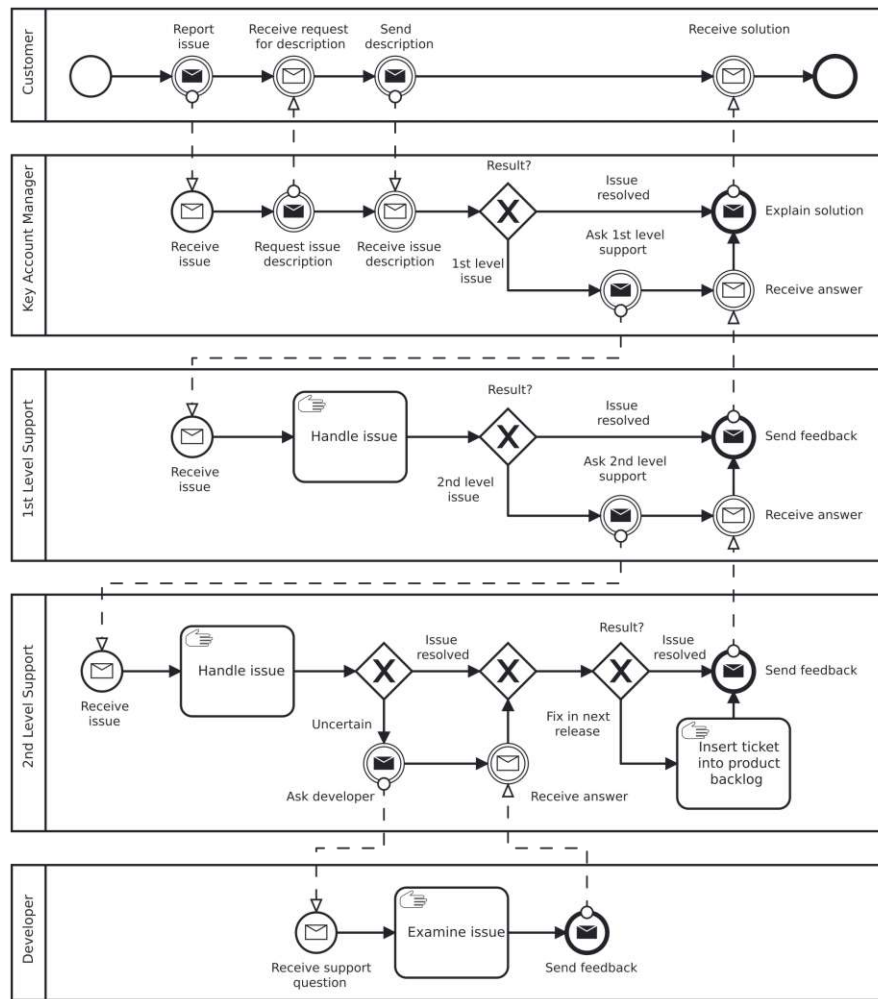 Customer
Report
issue
Receive request
for description
Send
description
Receive solution
Key Account Manager
Receive
issue
Request issue
description
Receive issue
description
Result?
Issue
resolved
1st level
issue
Ask 1st level
support
Explain solution
Receive answer
1st Level Support
Receive
issue
Handle issue
Result?
Issue
resolved
2nd level
issue
Ask 2nd level
support
Send feedback
Receive answer
2nd Level Support
Receive
issue
Handle issue
Issue
resolved
Uncertain
Ask developer
Receive answer
Result?
Issue
resolved
Fix in next
release
Insert ticket
into product
backlog
Send feedback
Developer
Receive support
question
Examine issue
Send feedback